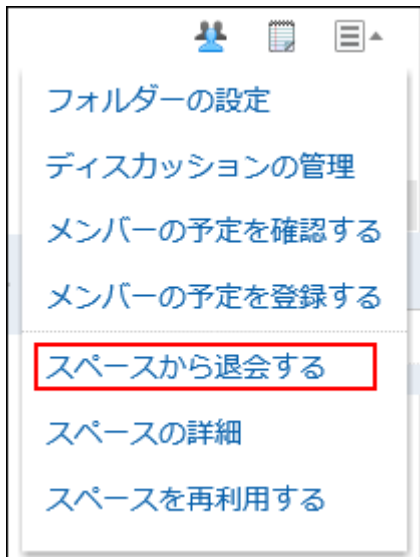 フォルダーの設定
ディスカッションの管理
メンバーの予定を確認する
メンバーの予定を登録する
スペースから退会する
スペースの詳細
スペースを再利用する